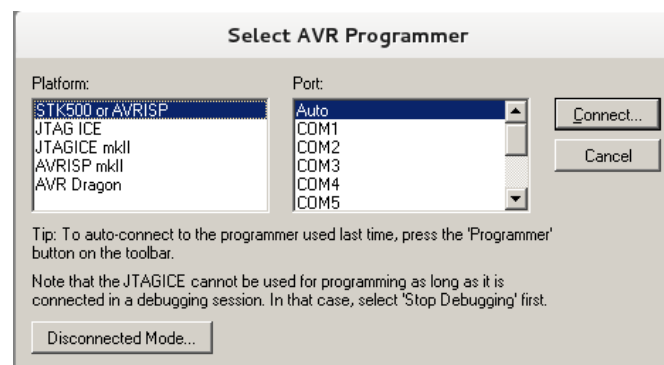 Select AVR Programmer
Platform:
Port:
STK500 or AVRISP
JTAG ICE
JTAGICE mkII
AVRISP mkII
AVR Dragon
Auto
COM1
COM2
COM3
COM4
COM5
Connect...
Cancel
Tip: To auto-connect to the programmer used last time, press the 'Programmer'
button on the toolbar.
Note that the JTAGICE cannot be used for programming as long as it is
connected in a debugging session. In that case, select 'Stop Debugging' first.
Disconnected Mode...